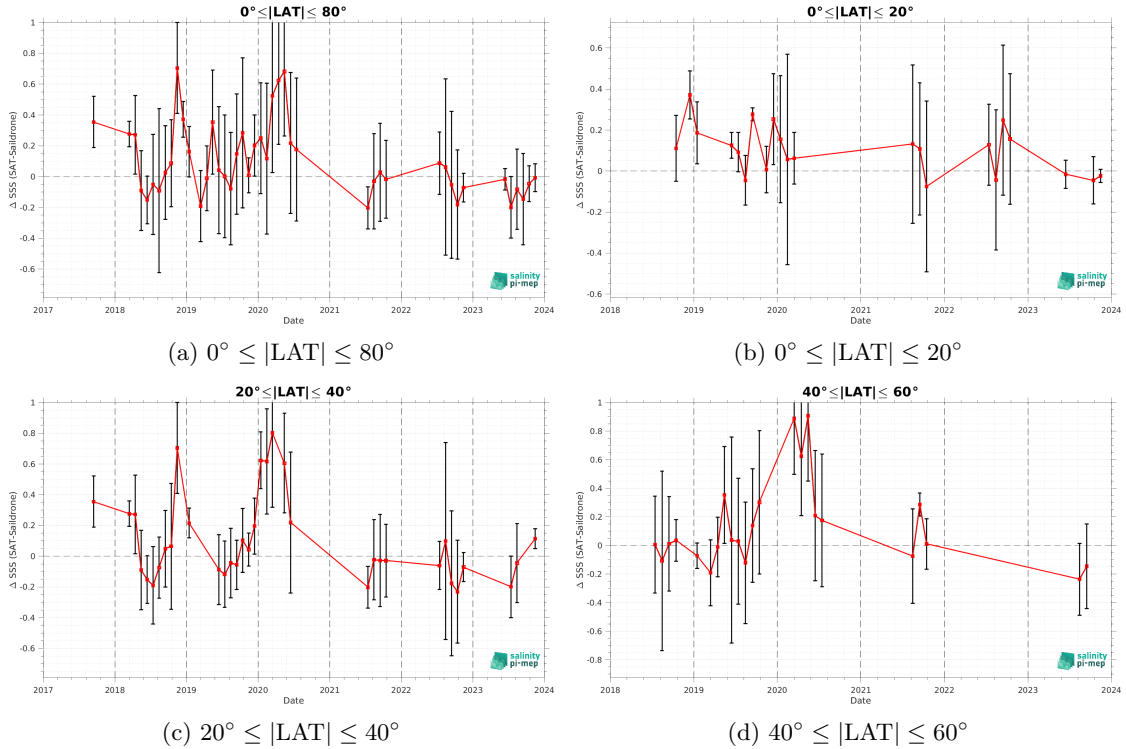 0°≤|LAT|≤ 80°
1
0.8
0.6
0.4
0.2
0
-0.2
-0.4
-0.6
Δ SSS (SAT-Saildrone)
2017 2018 2019 2020 2021 2022 2023 2024
Date
salinity
pi-mep
(a) 0° ≤ |LAT| ≤ 80°
0°≤|LAT|≤ 20°
0.6
0.4
0.2
0
-0.2
-0.4
-0.6
Δ SSS (SAT-Saildrone)
2018 2019 2020 2021 2022 2023 2024
Date
salinity
pi-mep
(b) 0° ≤ |LAT| ≤ 20°
20°≤|LAT|≤ 40°
1
0.8
0.6
0.4
0.2
0
-0.2
-0.4
-0.6
Δ SSS (SAT-Saildrone)
2017 2018 2019 2020 2021 2022 2023 2024
Date
salinity
pi-mep
(c) 20° ≤ |LAT| ≤ 40°
40°≤|LAT|≤ 60°
1
0.8
0.6
0.4
0.2
0
-0.2
-0.4
-0.6
-0.8
Δ SSS (SAT-Saildrone)
2018 2019 2020 2021 2022 2023 2024
Date
salinity
pi-mep
(d) 40° ≤ |LAT| ≤ 60°